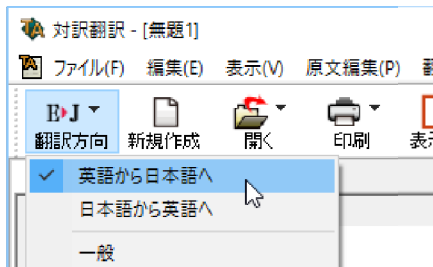 対訳翻訳 - [無題1]
ファイル(F) 編集(E) 表示(V) 原文編集(P)
E▶J
翻訳方向 新規作成 開く 印刷
英語から日本語へ
日本語から英語へ
一般